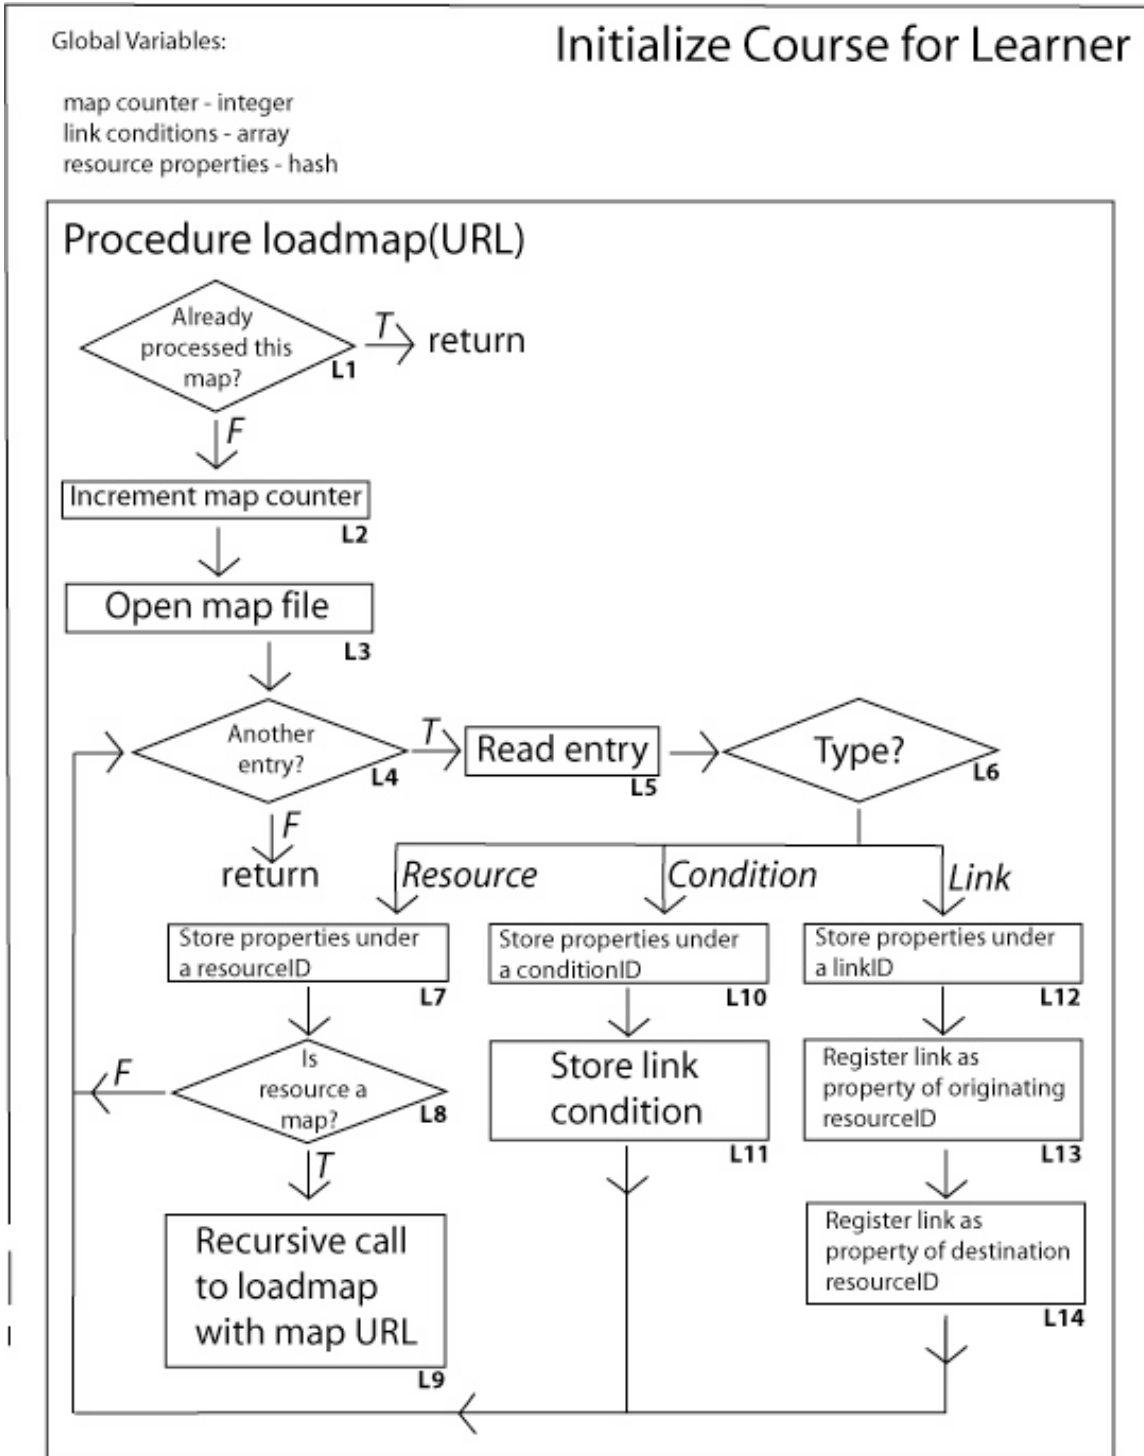 Global Variables:
Initialize Course for Learner
map counter - integer
link conditions - array
resource properties - hash
Procedure loadmap(URL)
Already
processed this
map?
L1
T
return
F
Increment map counter
L2
Open map file
L3
Another
entry?
L4
T
Read entry
L5
Type?
L6
F
return
Resource
Condition
Link
Store properties under
a resourceID
L7
Store properties under
a conditionID
L10
Store properties under
a linkID
L12
Is
resource a
map?
L8
F
T
Store link
condition
L11
Register link as
property of originating
resourceID
L13
Recursive call
to loadmap
with map URL
L9
Register link as
property of destination
resourceID
L14